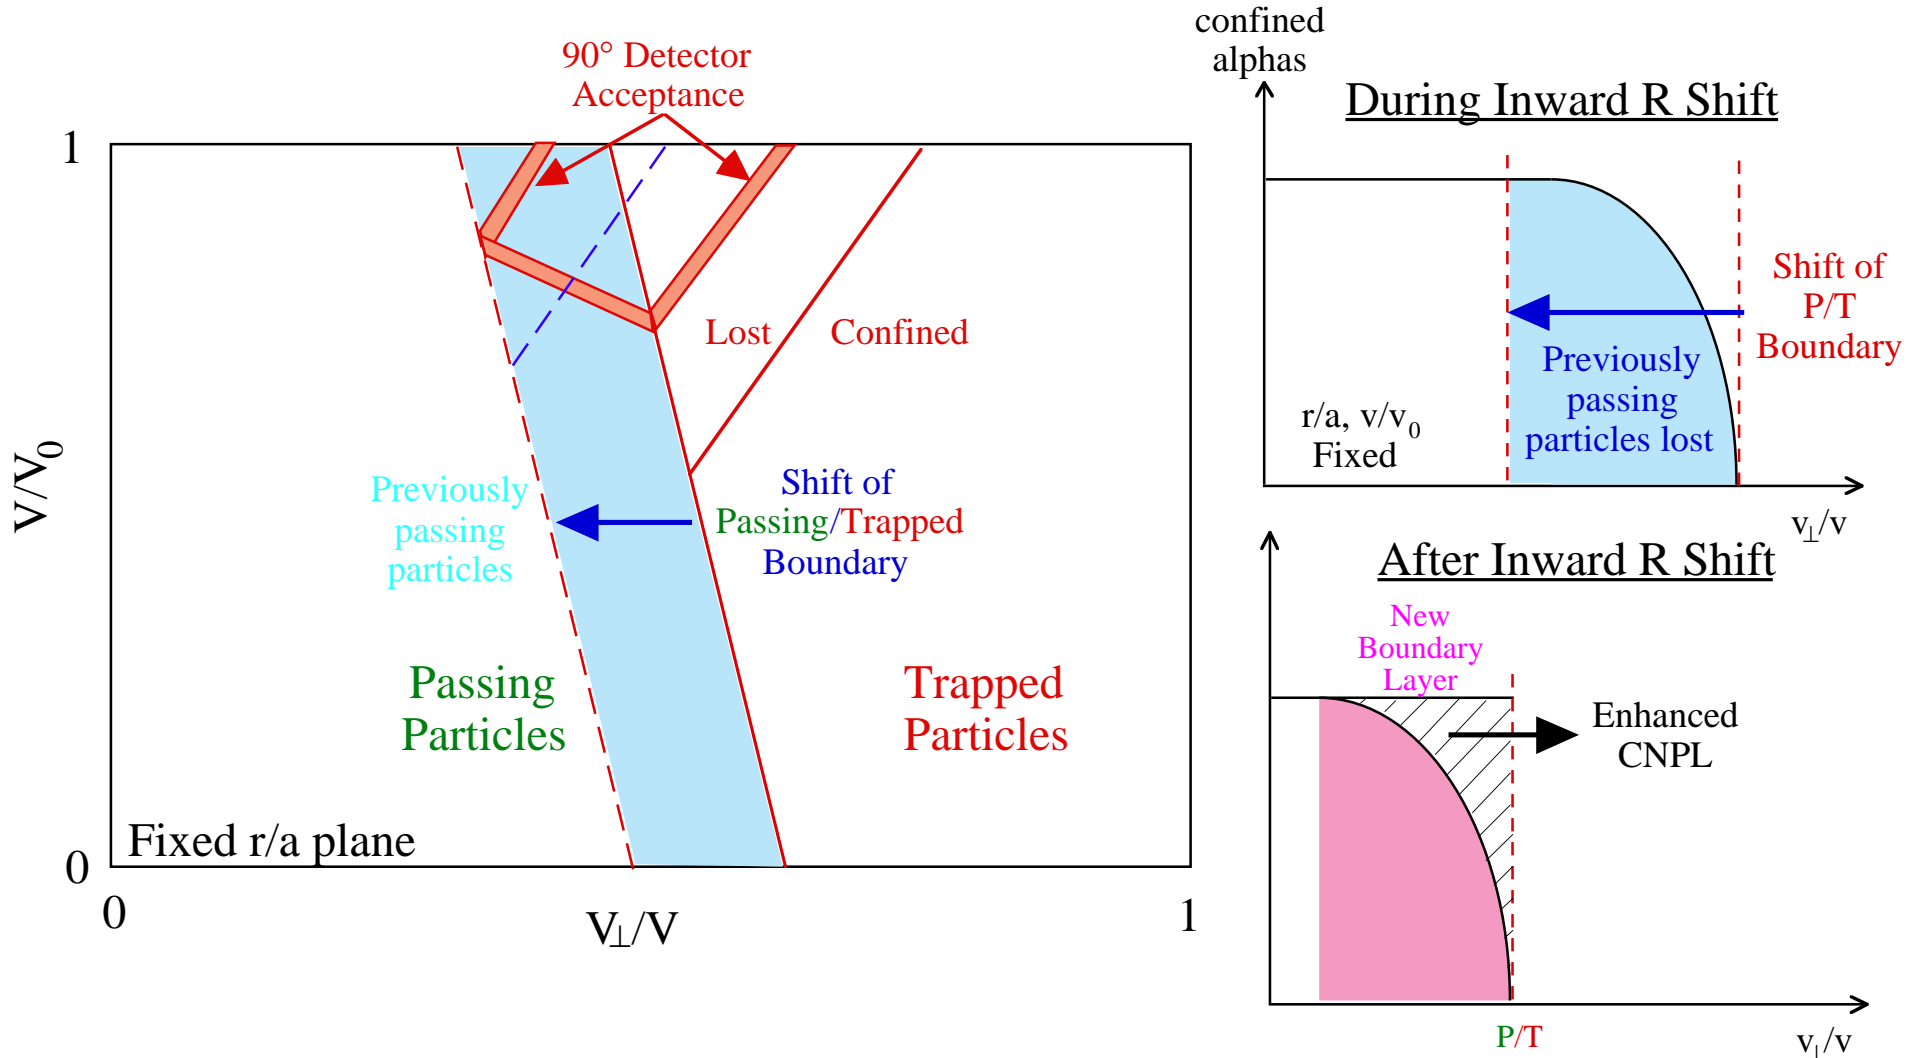 90° Detector
Acceptance
1
V/V₀
Lost
Confined
Previously
passing
particles
Shift of
Passing/Trapped
Boundary
Passing
Particles
Trapped
Particles
Fixed r/a plane
0
0
V⊥/V
1
confined
alphas
During Inward R Shift
Shift of
P/T
Boundary
Previously
passing
particles lost
r/a, v/v₀
Fixed
v⊥/v
After Inward R Shift
New
Boundary
Layer
Enhanced
CNPL
P/T
v⊥/v